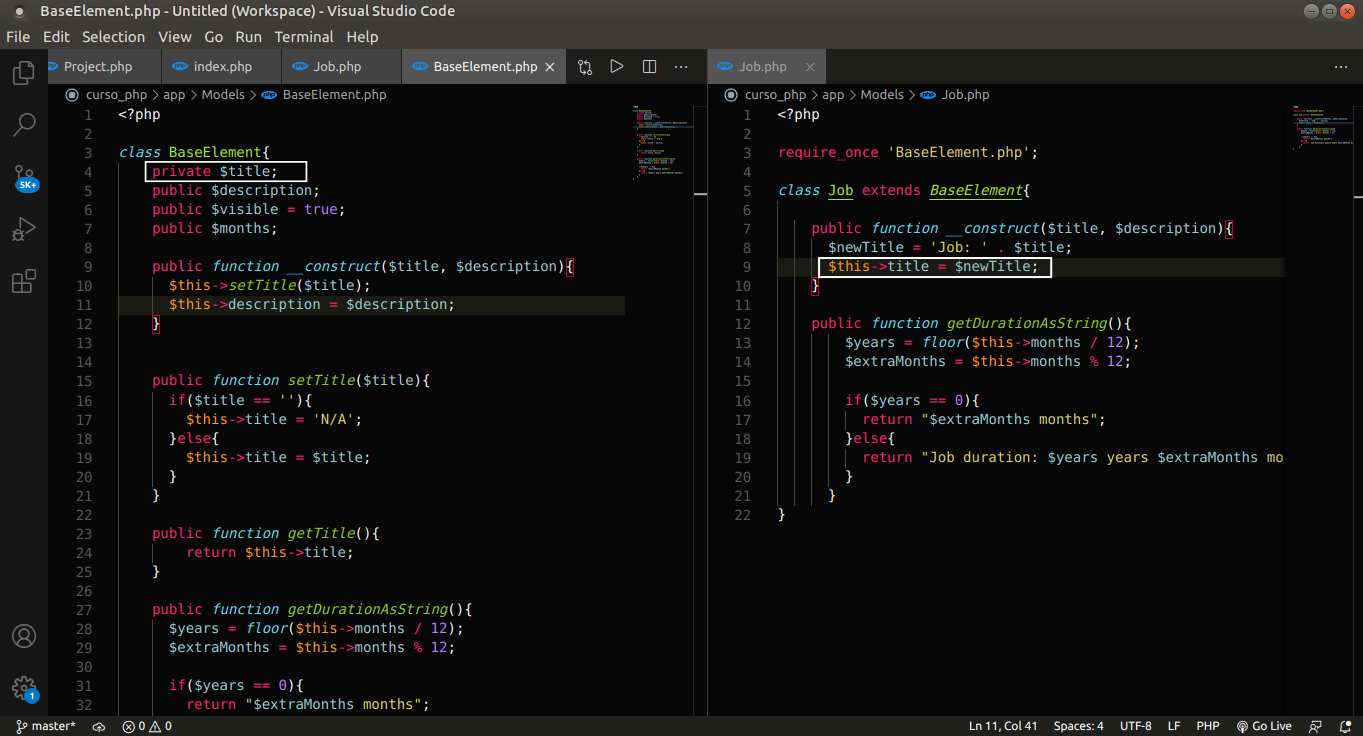 BaseElement.php - Untitled (Workspace) - Visual Studio Code
File Edit Selection View Go Run Terminal Help
Project.php index.php Job.php BaseElement.php
curso_php > app > Models > BaseElement.php
1 <?php
2
3 class BaseElement{
4 private $title;
5 public $description;
6 public $visible = true;
7 public $months;
8
9 public function __construct($title, $description){
10 $this->setTitle($title);
11 $this->description = $description;
12 }
13
14
15 public function setTitle($title){
16 if($title == ''){
17 $this->title = 'N/A';
18 }else{
19 $this->title = $title;
20 }
21 }
22
23 public function getTitle(){
24 return $this->title;
25 }
26
27 public function getDurationAsString(){
28 $years = floor($this->months / 12);
29 $extraMonths = $this->months % 12;
30
31 if($years == 0){
32 return "$extraMonths months";
Job.php
curso_php > app > Models > Job.php
1 <?php
2
3 require_once 'BaseElement.php';
4
5 class Job extends BaseElement{
6
7 public function __construct($title, $description){
8 $newTitle = 'Job: ' . $title;
9 $this->title = $newTitle;
10 }
11
12 public function getDurationAsString(){
13 $years = floor($this->months / 12);
14 $extraMonths = $this->months % 12;
15
16 if($years == 0){
17 return "$extraMonths months";
18 }else{
19 return "Job duration: $years years $extraMonths mo
20 }
21 }
22 }
5K+
1
master* 0 0 Ln 11, Col 41 Spaces: 4 UTF-8 LF PHP Go Live